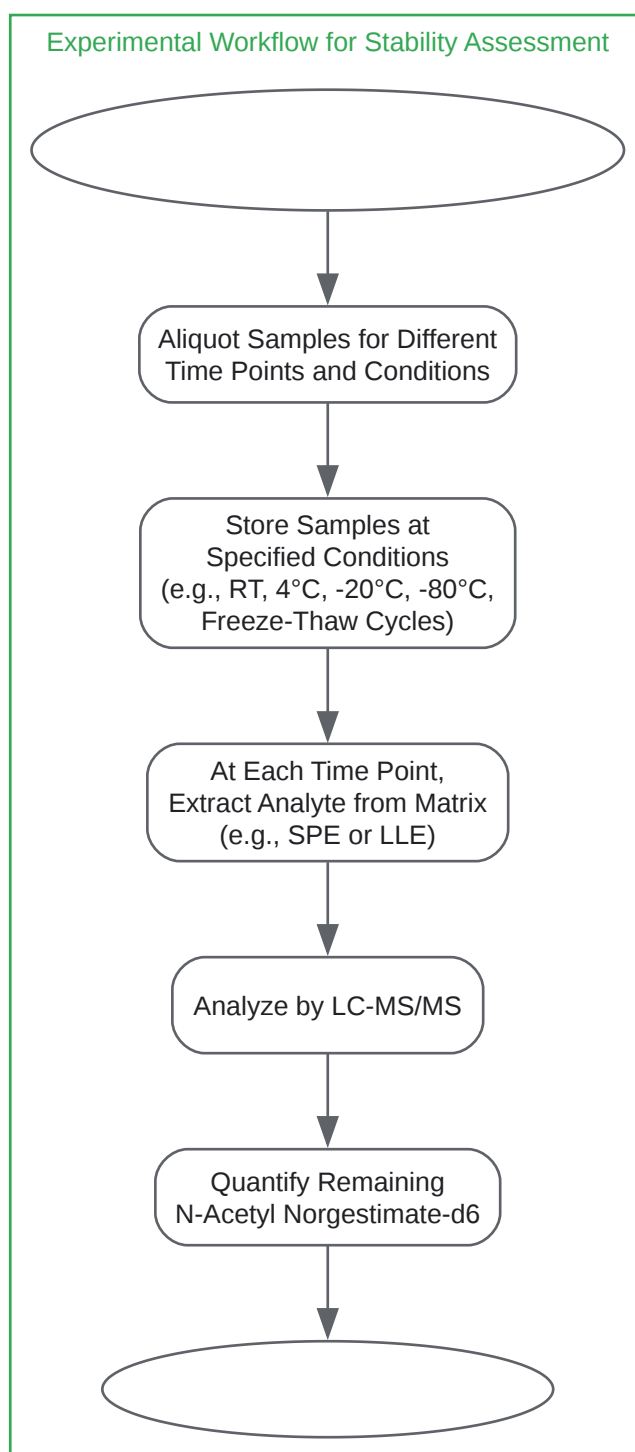 Experimental Workflow for Stability Assessment
Aliquot Samples for Different
Time Points and Conditions
Store Samples at
Specified Conditions
(e.g., RT, 4°C, -20°C, -80°C,
Freeze-Thaw Cycles)
At Each Time Point,
Extract Analyte from Matrix
(e.g., SPE or LLE)
Analyze by LC-MS/MS
Quantify Remaining
N-Acetyl Norgestimate-d6